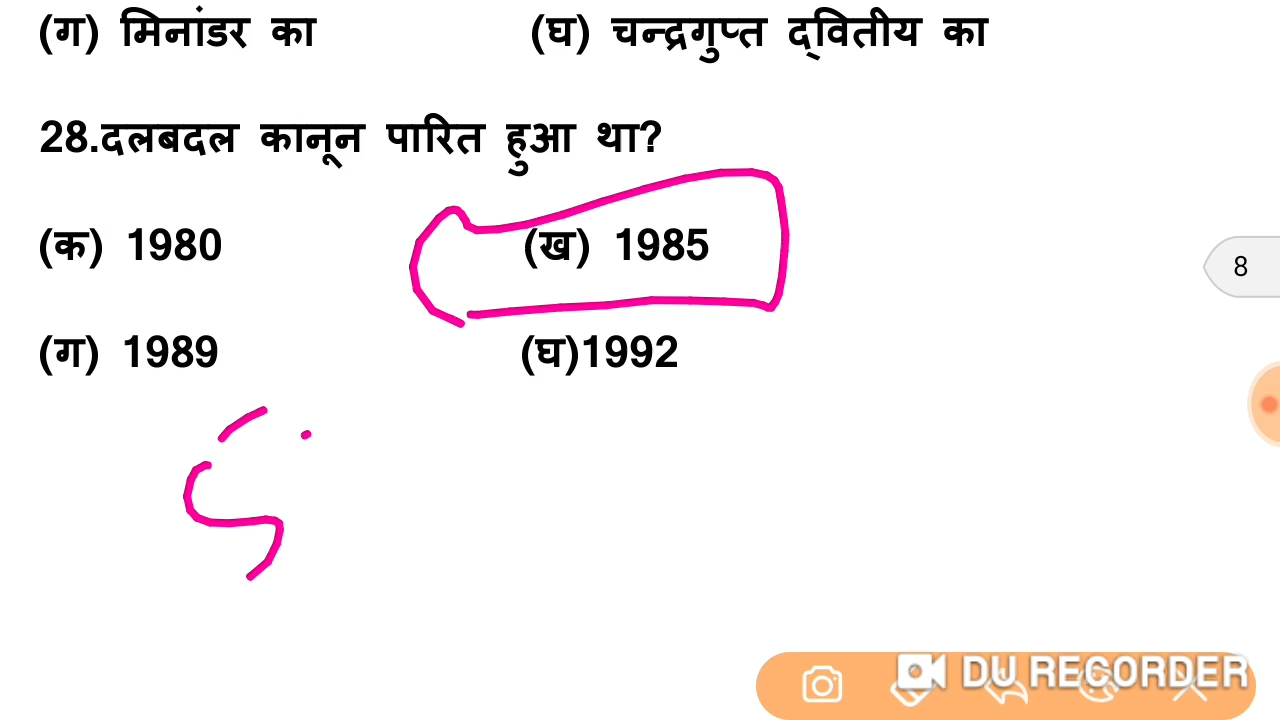 (ग) मिनांडर का (घ) चन्द्रगुप्त द्वितीय का
28.दलबदल कानून पारित हुआ था?
(क) 1980 (ख) 1985
8
(ग) 1989 (घ)1992
DU RECORDER